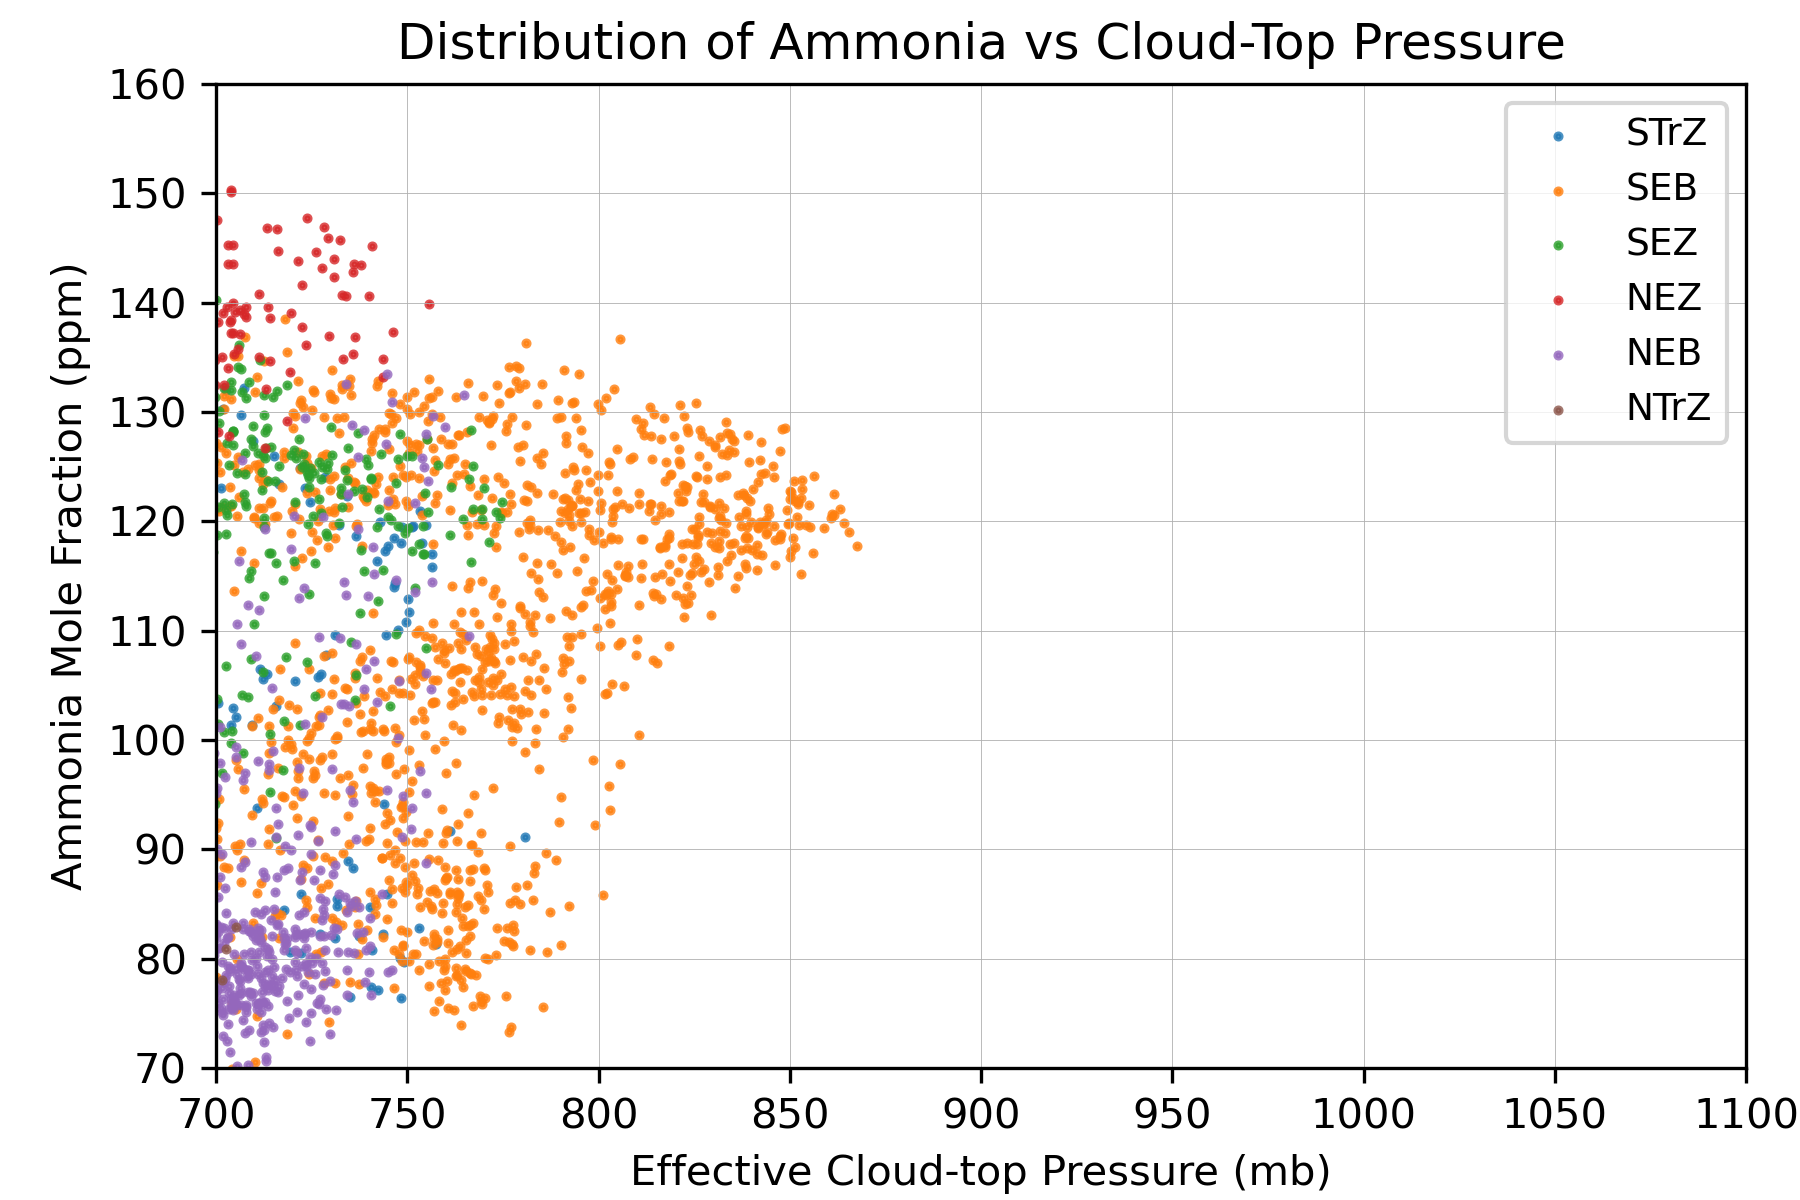 Distribution of Ammonia vs Cloud-Top Pressure
160
150
140
130
120
110
100
90
80
70
Ammonia Mole Fraction (ppm)
STrZ
SEB
SEZ
NEZ
NEB
NTrZ
700 750 800 850 900 950 1000 1050 1100
Effective Cloud-top Pressure (mb)